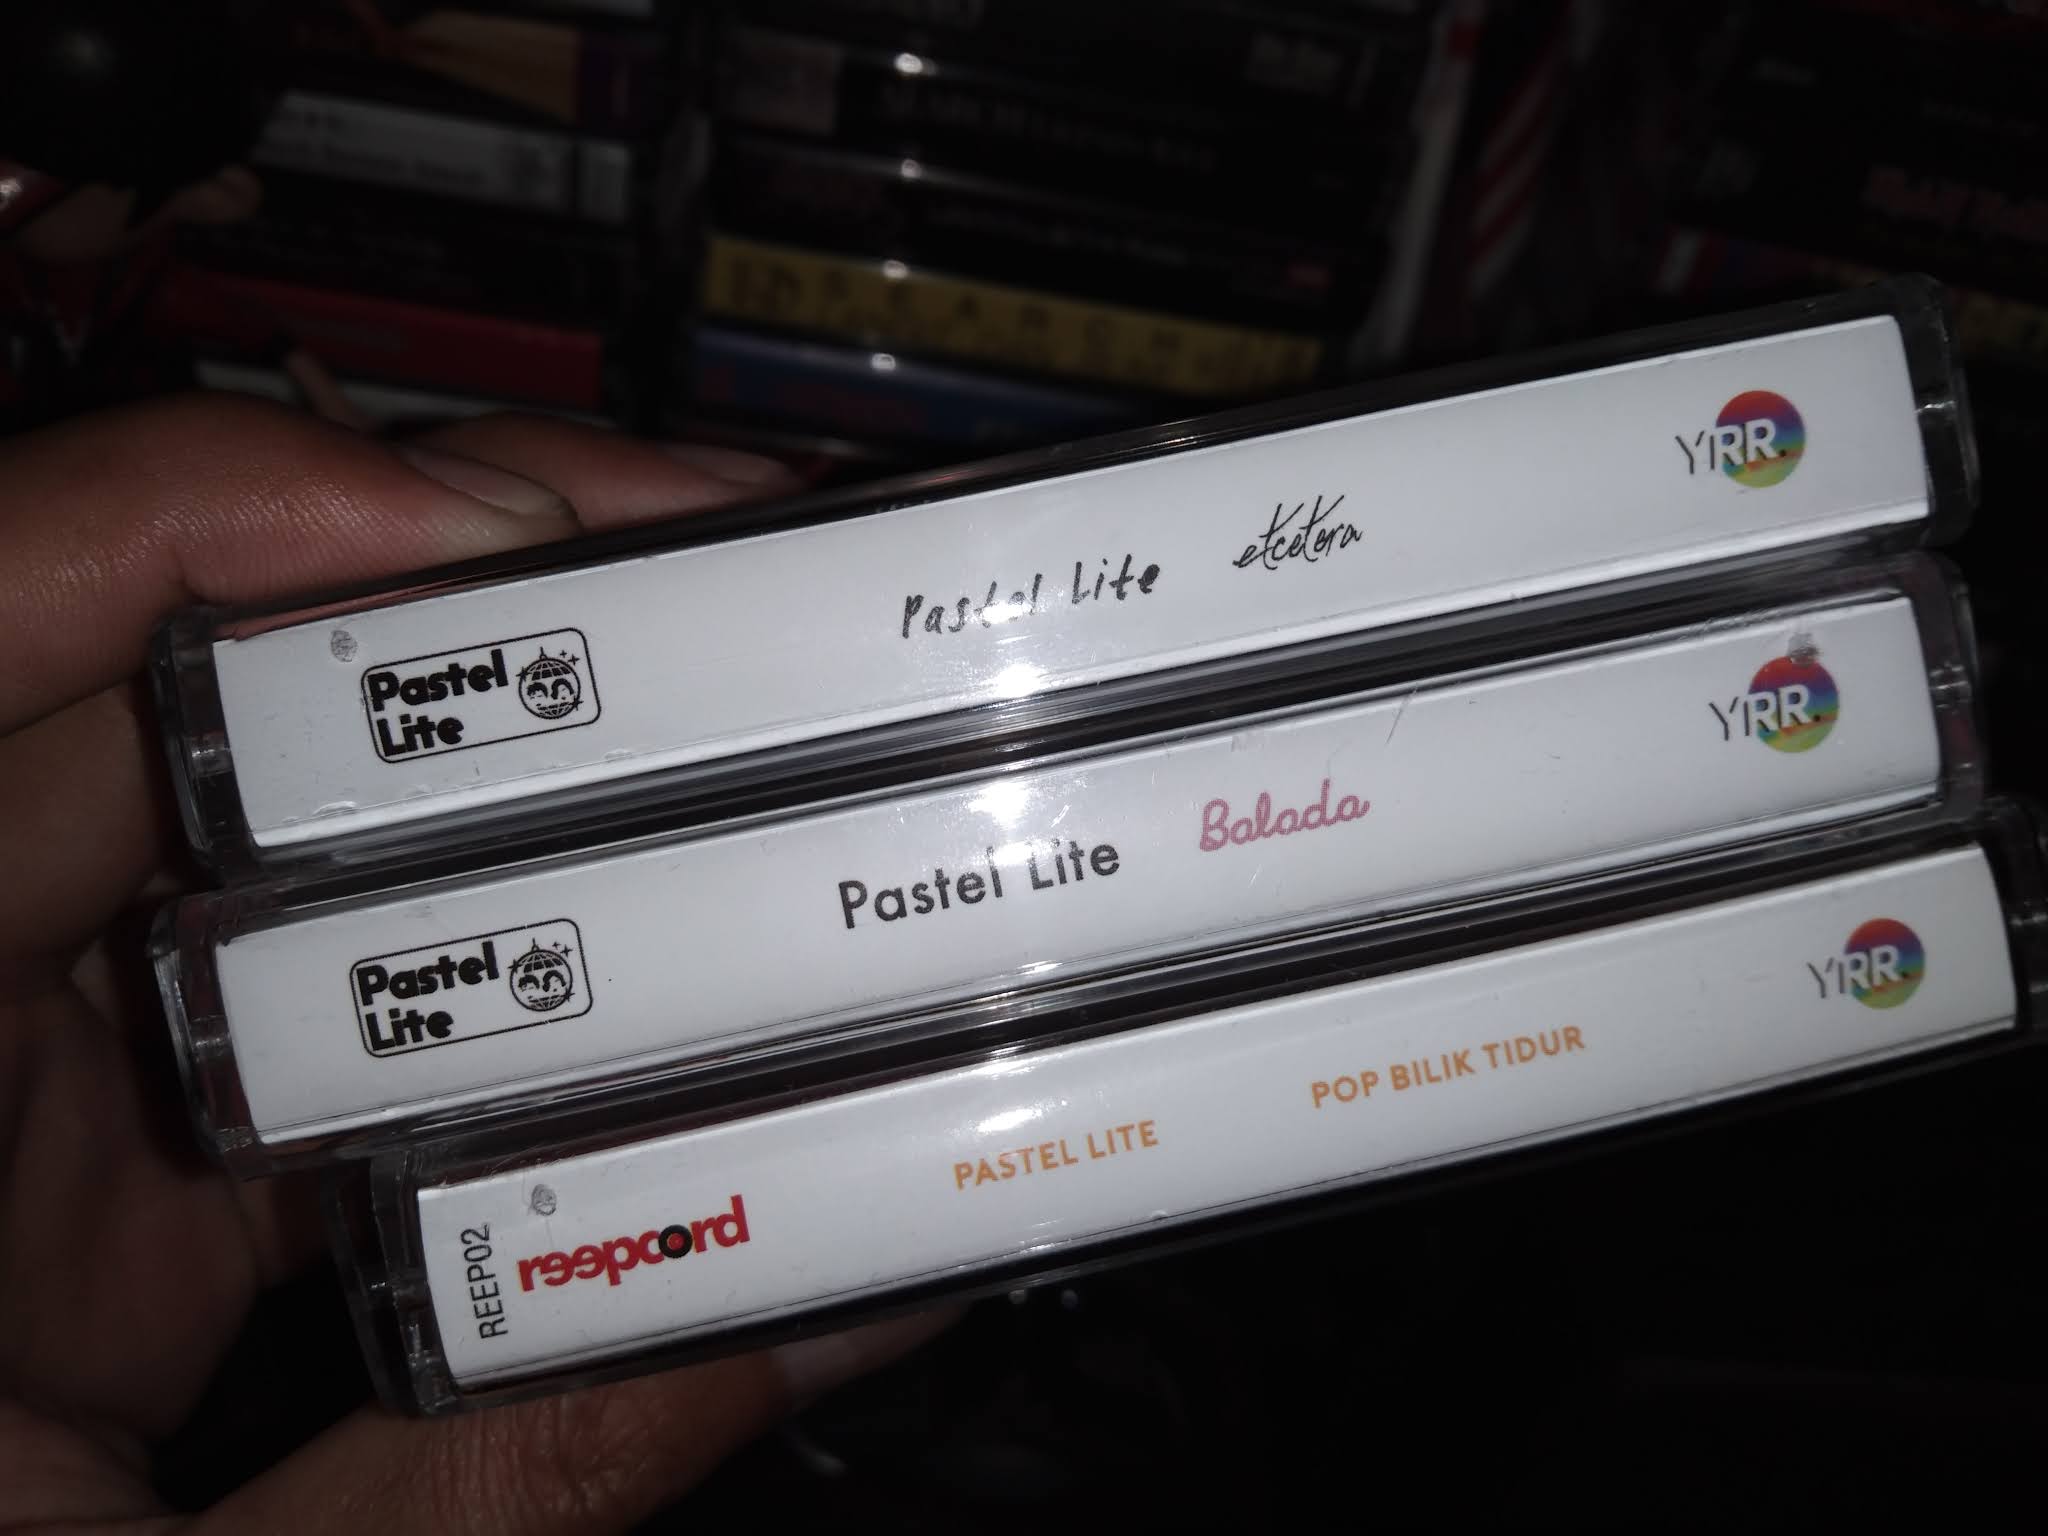 SEARCH
Pastel Lite
Pastel Lite
etcetera
YRR.
Pastel Lite
Pastel Lite
Balada
YRR.
REEP02
reepcord
PASTEL LITE
POP BILIK TIDUR
YRR.